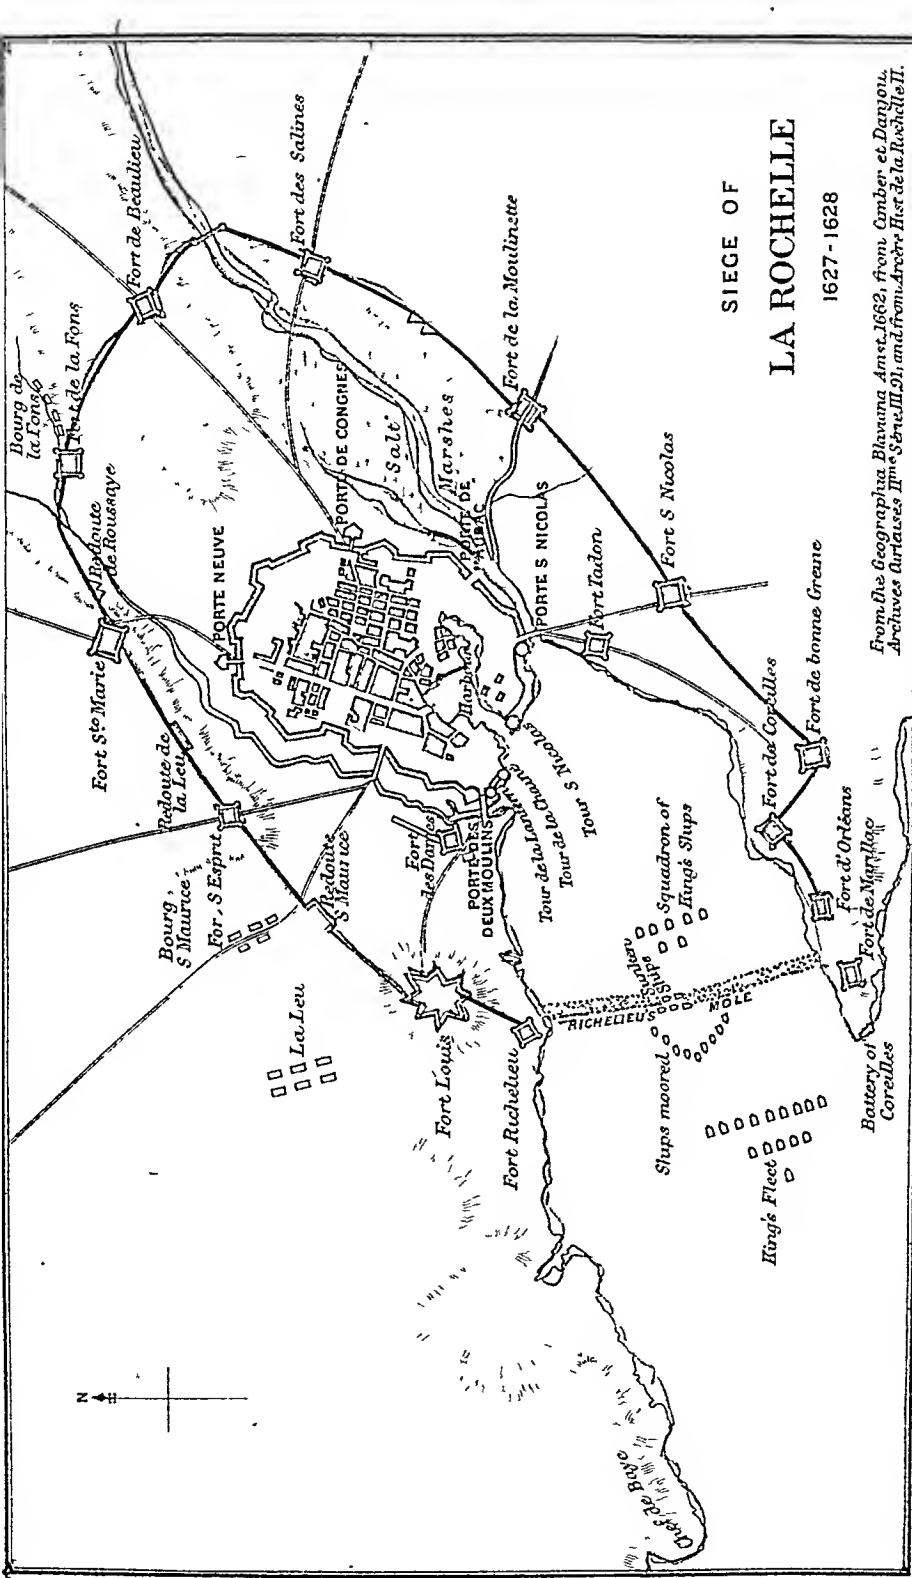 SIEGE OF
LA ROCHELLE
1627-1628
From the Geographia Blaviana Amst. 1662, from Comber et Danjou,
Archives Curieuses IIme Série III. 91, and from Arcère Hist de la Rochelle II.
N
Bourg de
la Fons
Fort de la Fons
Fort de Beaulieu
Fort des Salines
Fort de la Moulinette
Redoute
de Roussaye
Fort Ste Marie
Redoute de
la Leu
Fort S Esprit
Bourg
S Maurice
Redoute
S Maurice
La Leu
Fort Louis
Fort Richelieu
Fort
des Dames
PORTE NEUVE
PORTE DE CONGNES
Salt
Marshes
PORTE DE
PORTE S NICOLAS
PORTE DES
DEUX MOULINS
Harbour
Tour de la Lanterne
Tour de la Chaine
Tour S Nicolas
Fort Tadon
Fort S Nicolas
Fort de bonne Greme
Fort de Coreilles
Fort d'Orléans
Fort de Marillac
Battery of
Coreilles
Squadron of
King's Ships
Sunken
Ships
RICHELIEU'S MOLE
Ships moored
King's Fleet
Chef de Baye